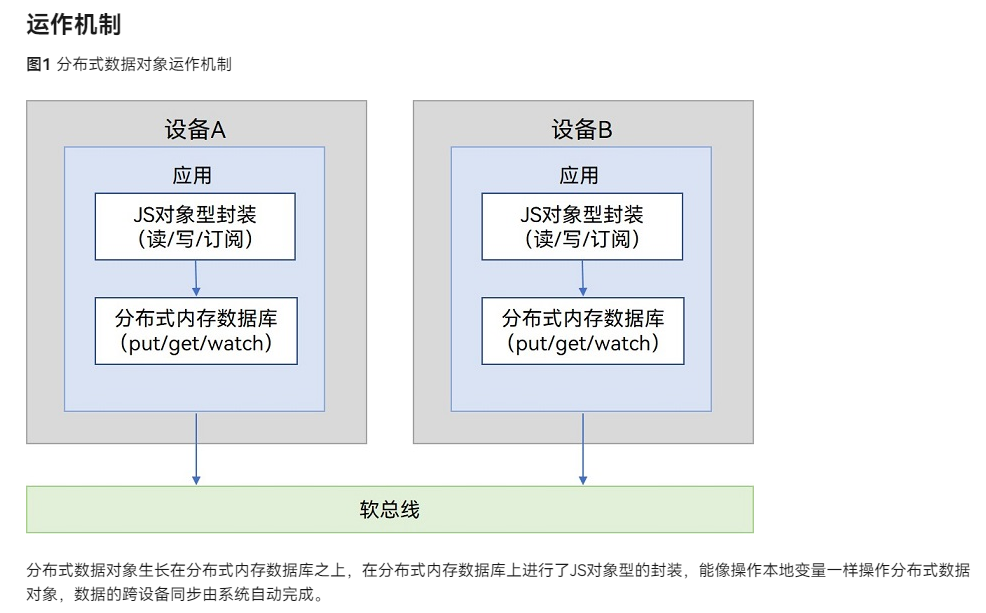 运作机制
图1 分布式数据对象运作机制
设备A
应用
JS对象型封装
（读/写/订阅）
分布式内存数据库
（put/get/watch）
设备B
应用
JS对象型封装
（读/写/订阅）
分布式内存数据库
（put/get/watch）
软总线
分布式数据对象生长在分布式内存数据库之上，在分布式内存数据库上进行了JS对象型的封装，能像操作本地变量一样操作分布式数据
对象，数据的跨设备同步由系统自动完成。